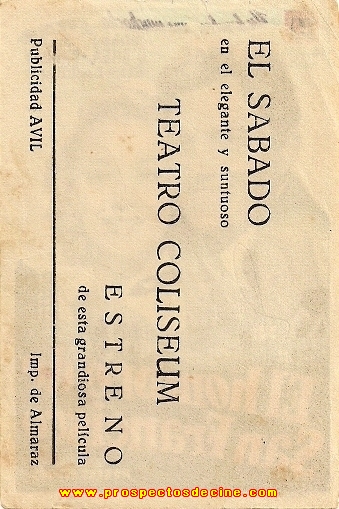 EL SABADO
en el elegante y suntuoso
TEATRO COLISEUM
ESTRENO
de esta grandiosa película
Publicidad AVIL Imp. de Almaraz
www.prospectosdecine.com